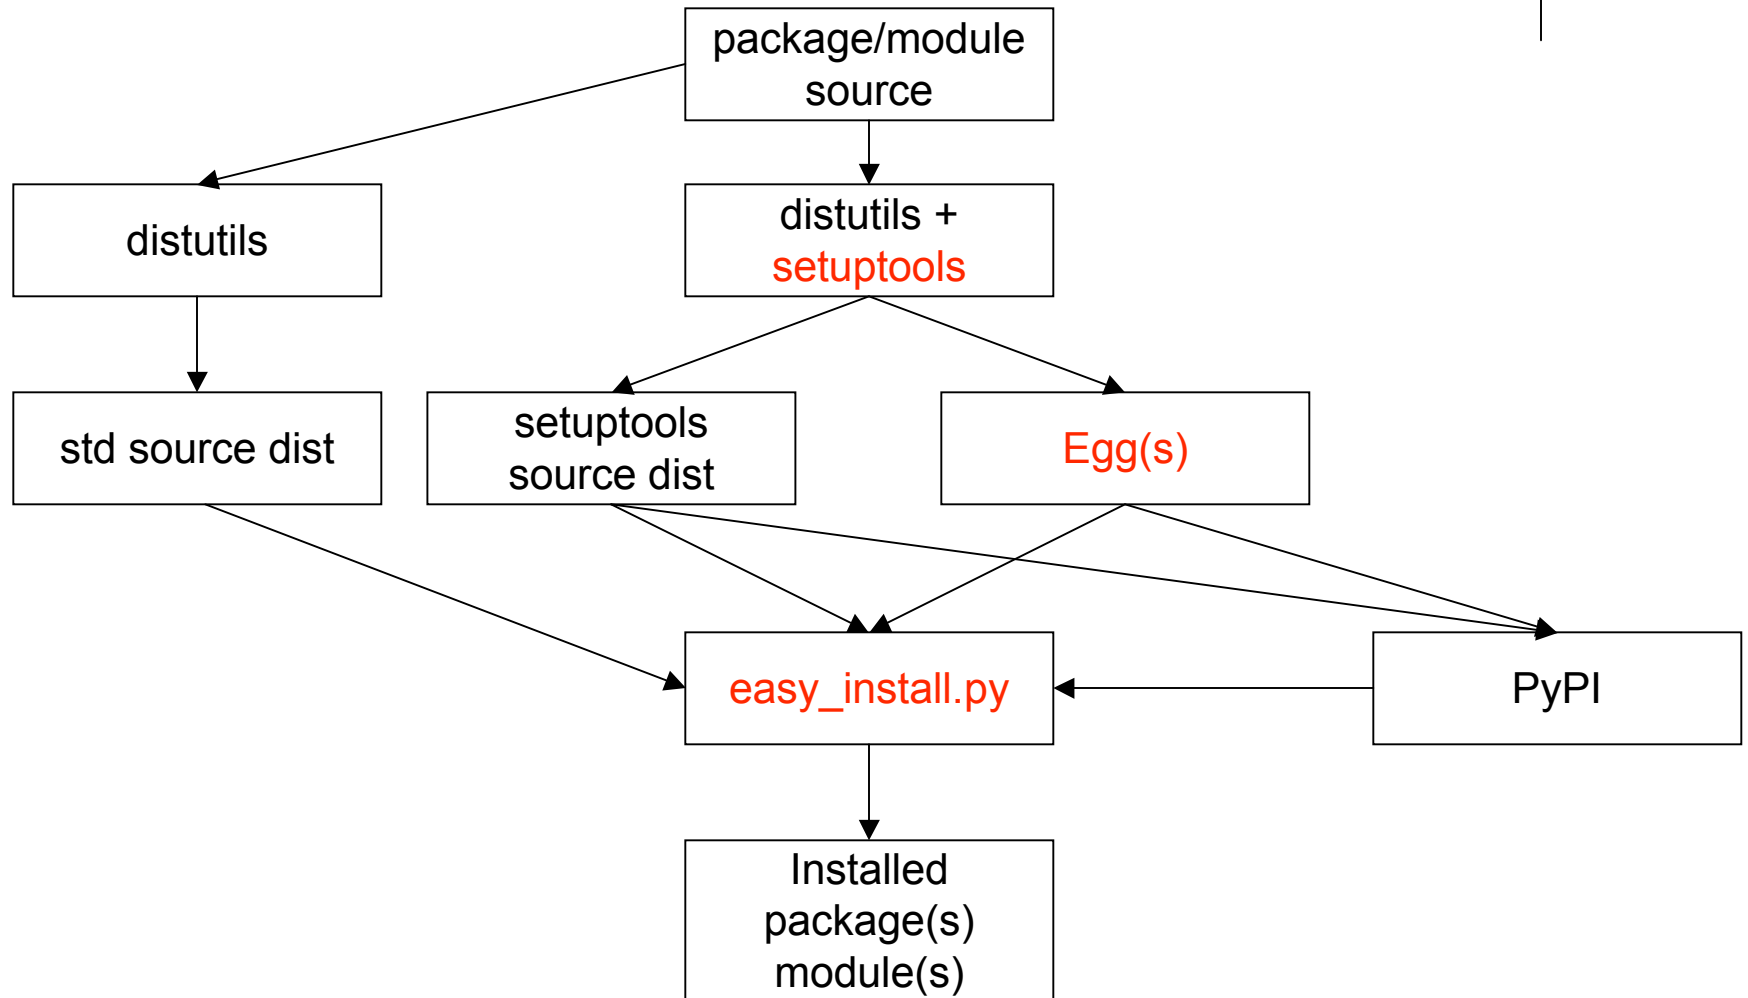 package/module
source
distutils
distutils +
setuptools
std source dist
setuptools
source dist
Egg(s)
easy_install.py
PyPI
Installed
package(s)
module(s)